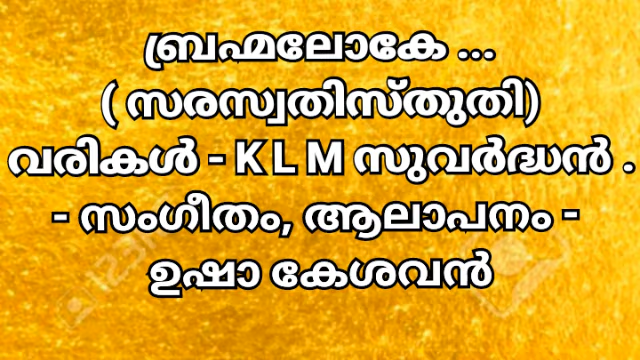 ബ്രഹ്മലോകേ ...
( സരസ്വതിസ്തുതി)
വരികൾ - K L M സുവർദ്ധൻ .
- സംഗീതം, ആലാപനം -
ഉഷാ കേശവൻ